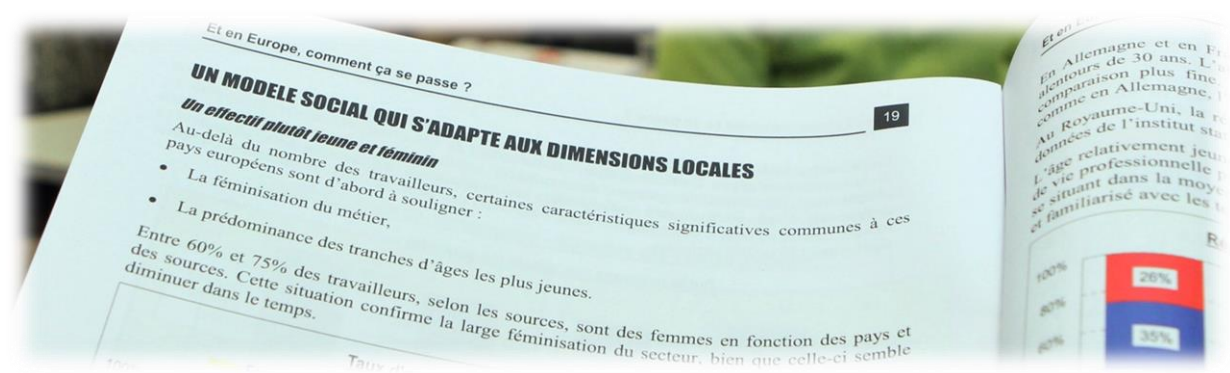 Et en Europe, comment ça se passe ?
19
UN MODELE SOCIAL QUI S'ADAPTE AUX DIMENSIONS LOCALES
Un effectif plutôt jeune et féminin
Au-delà du nombre des travailleurs, certaines caractéristiques significatives communes à ces
pays européens sont d'abord à souligner :
• La féminisation du métier,
• La prédominance des tranches d'âges les plus jeunes.
Entre 60% et 75% des travailleurs, selon les sources, sont des femmes en fonction des pays et
des sources. Cette situation confirme la large féminisation du secteur, bien que celle-ci semble
diminuer dans le temps.
100%
Taux
Et en
En Allemagne et en
alentours de 30 ans.
comparaison plus fine
comme en Allemagne,
Au Royaume-Uni, la
données de l'institut
L'âge relativement
de vie professionnelle
se situant dans la
et familiarisé avec les
100%
26%
80%
35%
60%